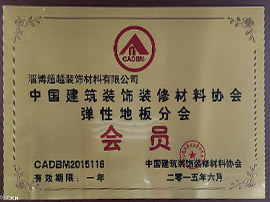 CADBM
淄博超越装饰材料有限公司
中国建筑装饰装修材料协会
弹性地板分会
会员
CADBM2015116
有效期限：一年
中国建筑装饰装修材料协会
二〇一五年六月